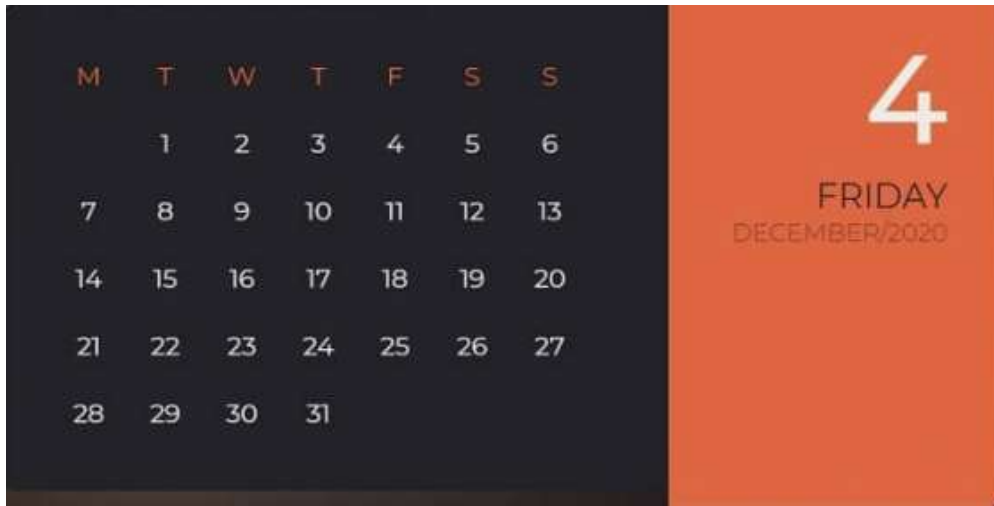 M T W T F S S
1 2 3 4 5 6
7 8 9 10 11 12 13
14 15 16 17 18 19 20
21 22 23 24 25 26 27
28 29 30 31
4
FRIDAY
DECEMBER/2020